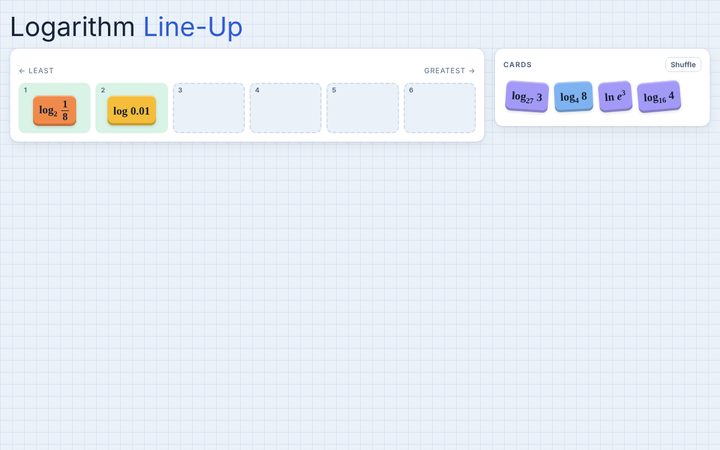 Logarithm Line-Up
← LEAST
GREATEST →
1
log₂ 1/8
2
log 0.01
3
4
5
6
CARDS
Shuffle
log₂₇ 3
log₄ 8
ln e³
log₁₆ 4